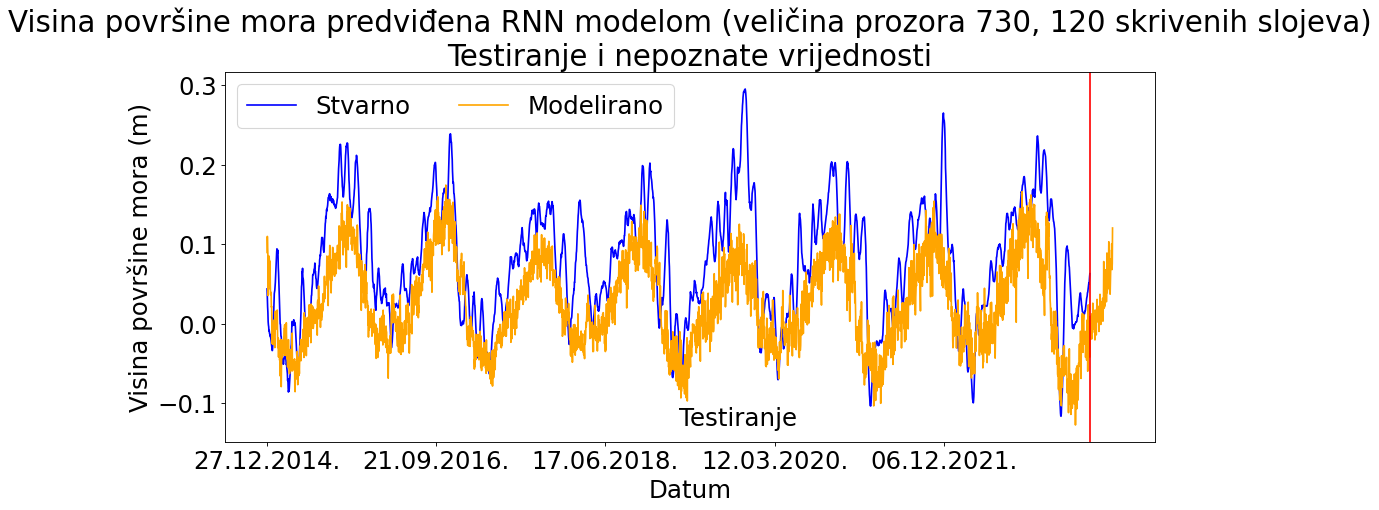 Visina površine mora predviđena RNN modelom (veličina prozora 730, 120 skrivenih slojeva)
Testiranje i nepoznate vrijednosti
Stvarno
Modelirano
Visina površine mora (m)
0.3
0.2
0.1
0.0
−0.1
Testiranje
27.12.2014.
21.09.2016.
17.06.2018.
12.03.2020.
06.12.2021.
Datum